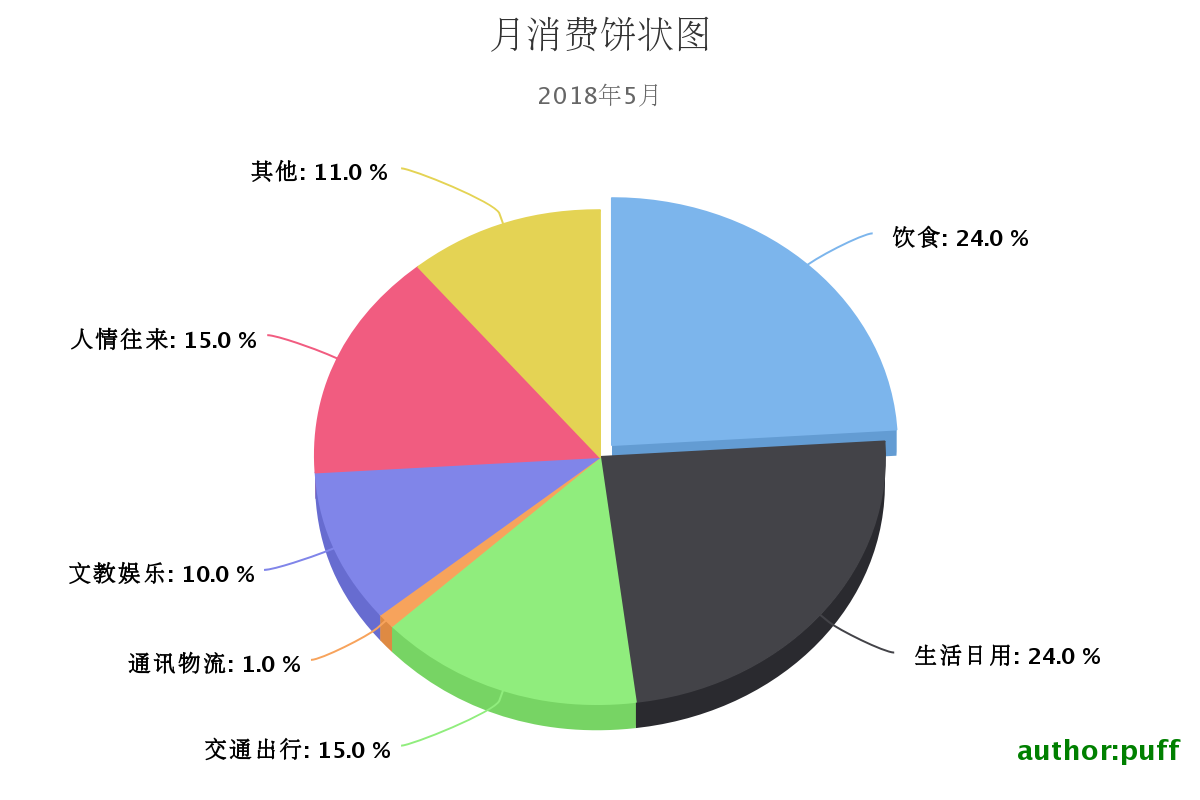 月消费饼状图
2018年5月
其他: 11.0 %
饮食: 24.0 %
人情往来: 15.0 %
文教娱乐: 10.0 %
通讯物流: 1.0 %
生活日用: 24.0 %
交通出行: 15.0 %
author:puff